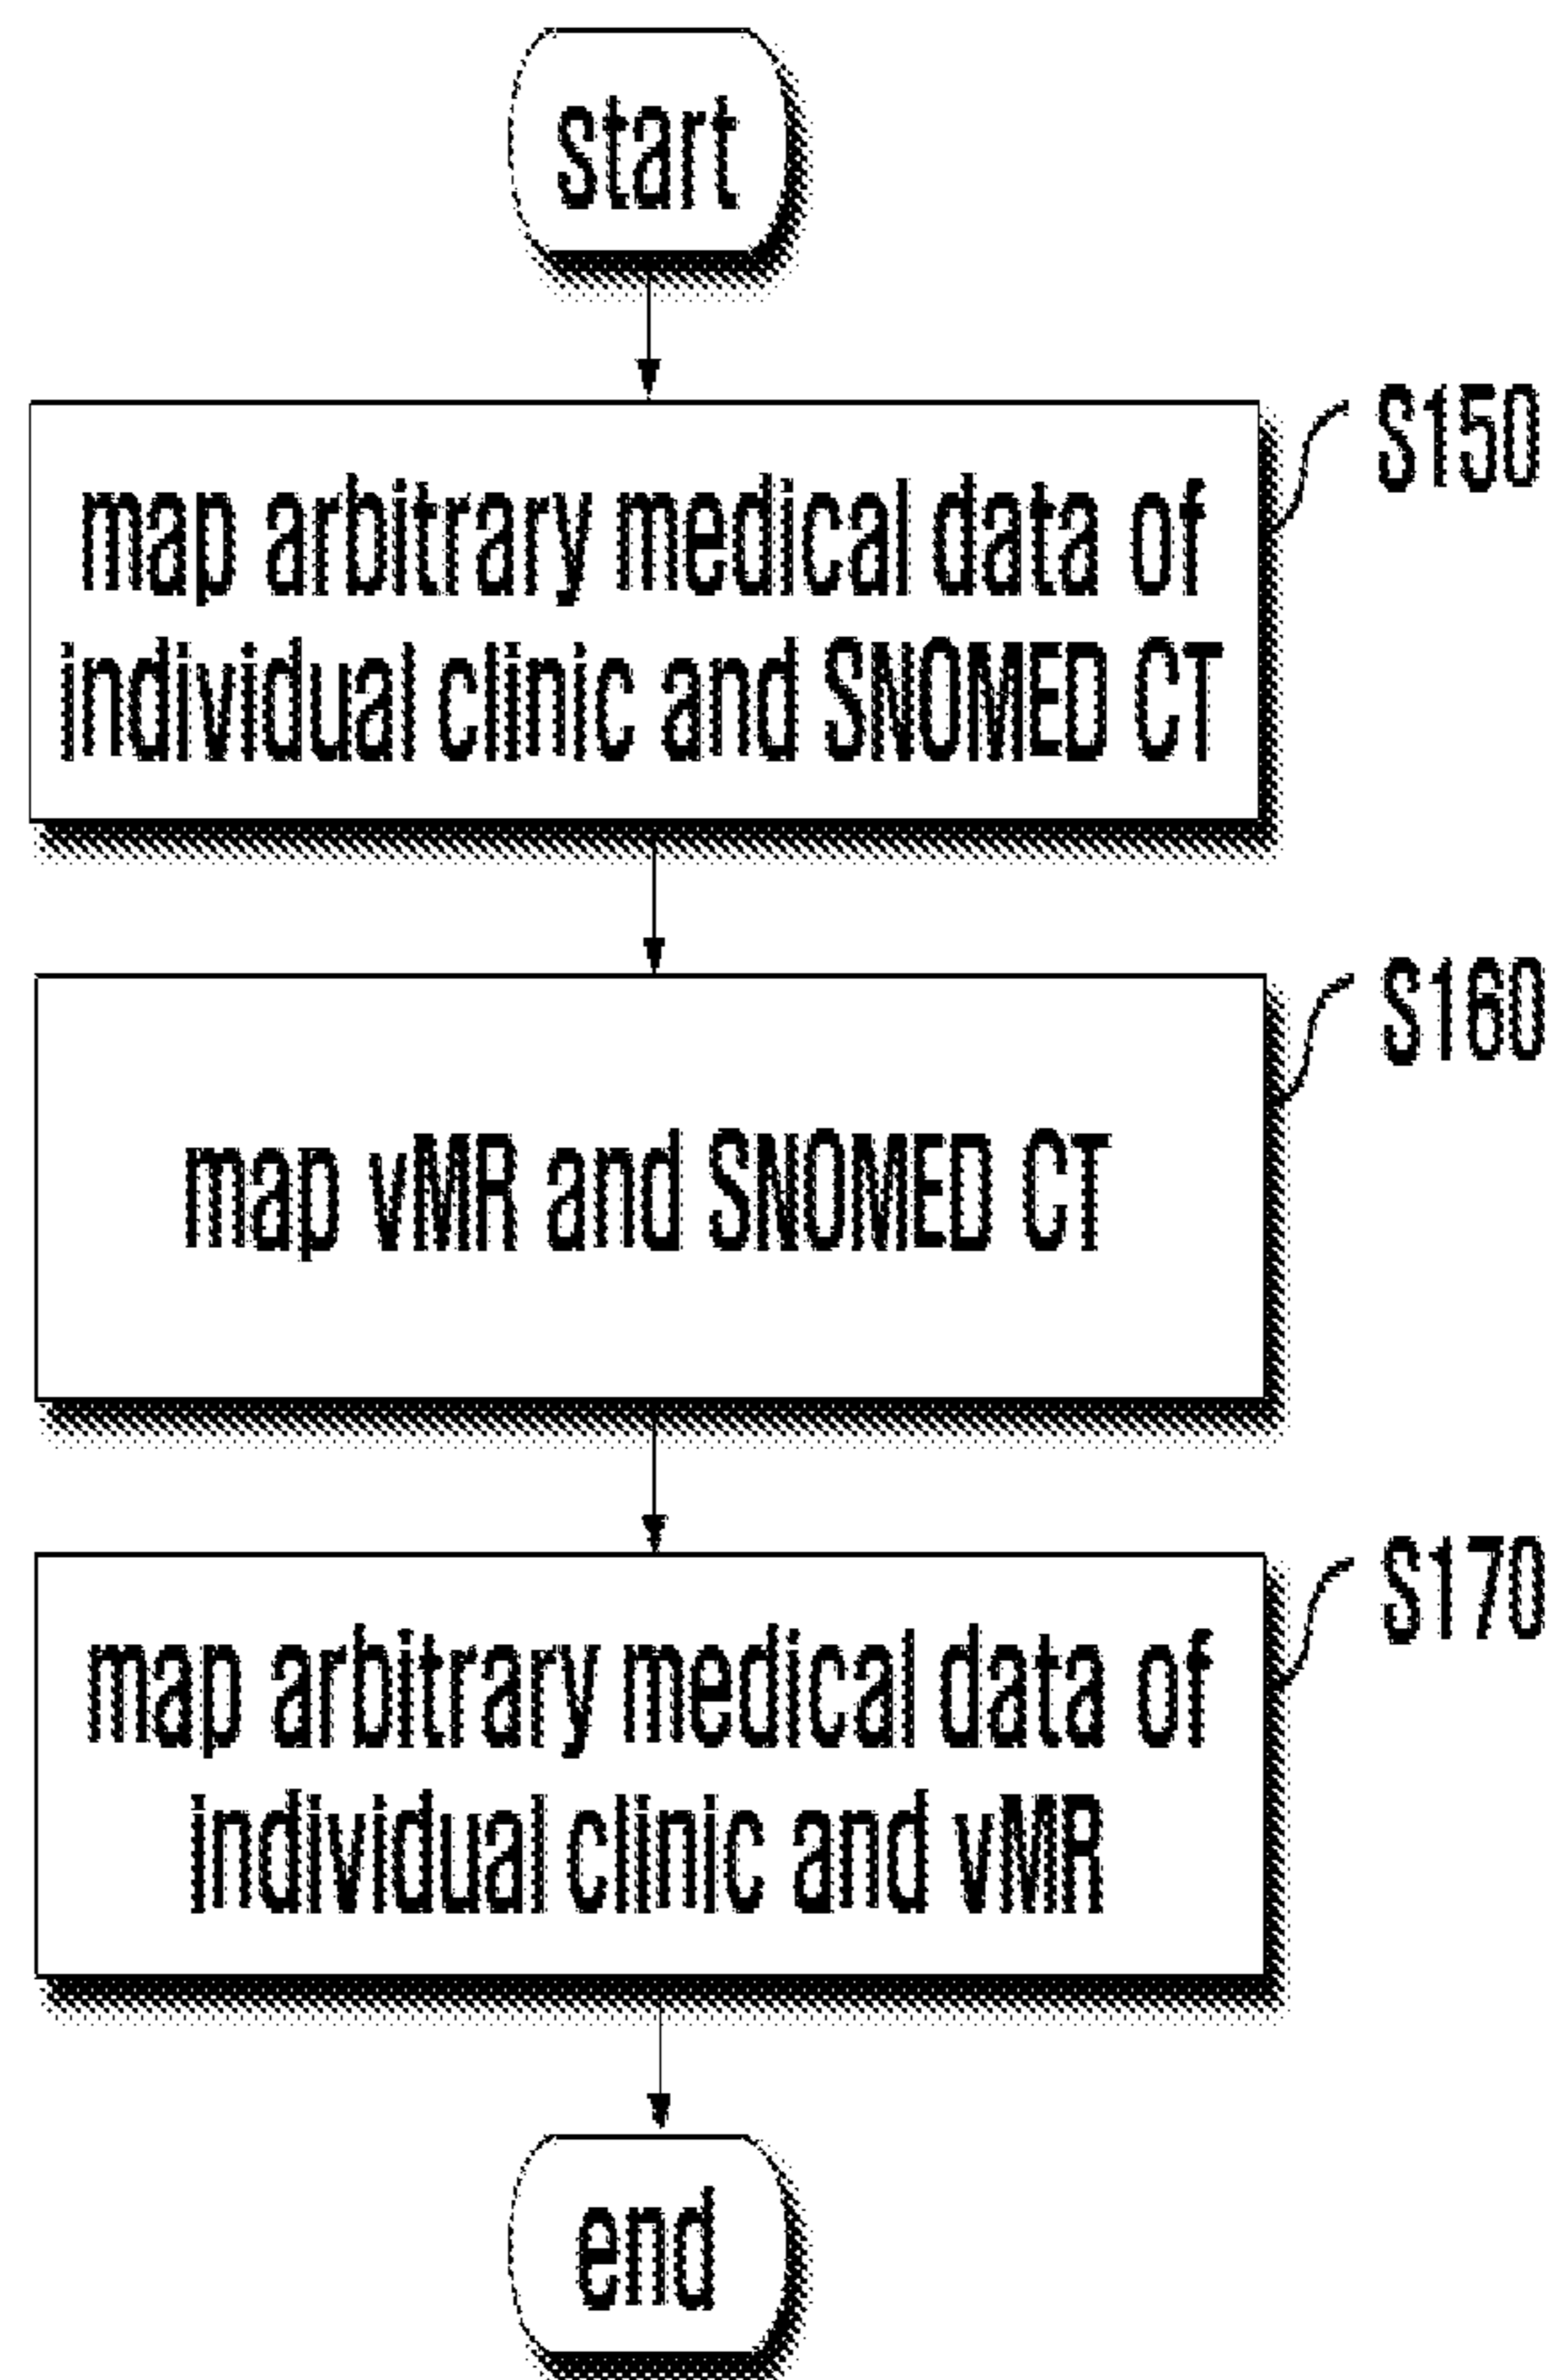 start
S150
map arbitrary medical data of
individual clinic and SNOMED CT
S160
map vMR and SNOMED CT
S170
map arbitrary medical data of
individual clinic and vMR
end